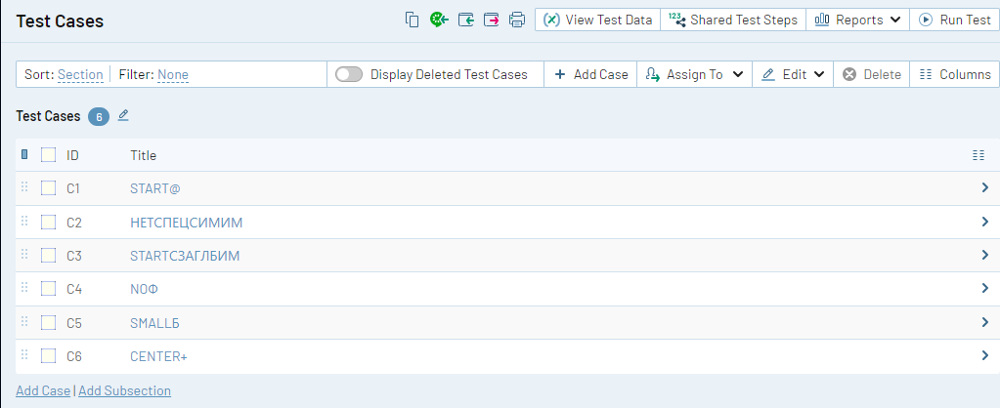 Test Cases
View Test Data
123 Shared Test Steps
Reports
Run Test
Sort: Section
Filter: None
Display Deleted Test Cases
+ Add Case
Assign To
Edit
Delete
Columns
Test Cases 6
ID Title
C1 START@
C2 НЕТСПЕЦСИМИМ
C3 STARTСЗАГЛБИМ
C4 NОФ
C5 SMALLБ
C6 CENTER+
Add Case | Add Subsection